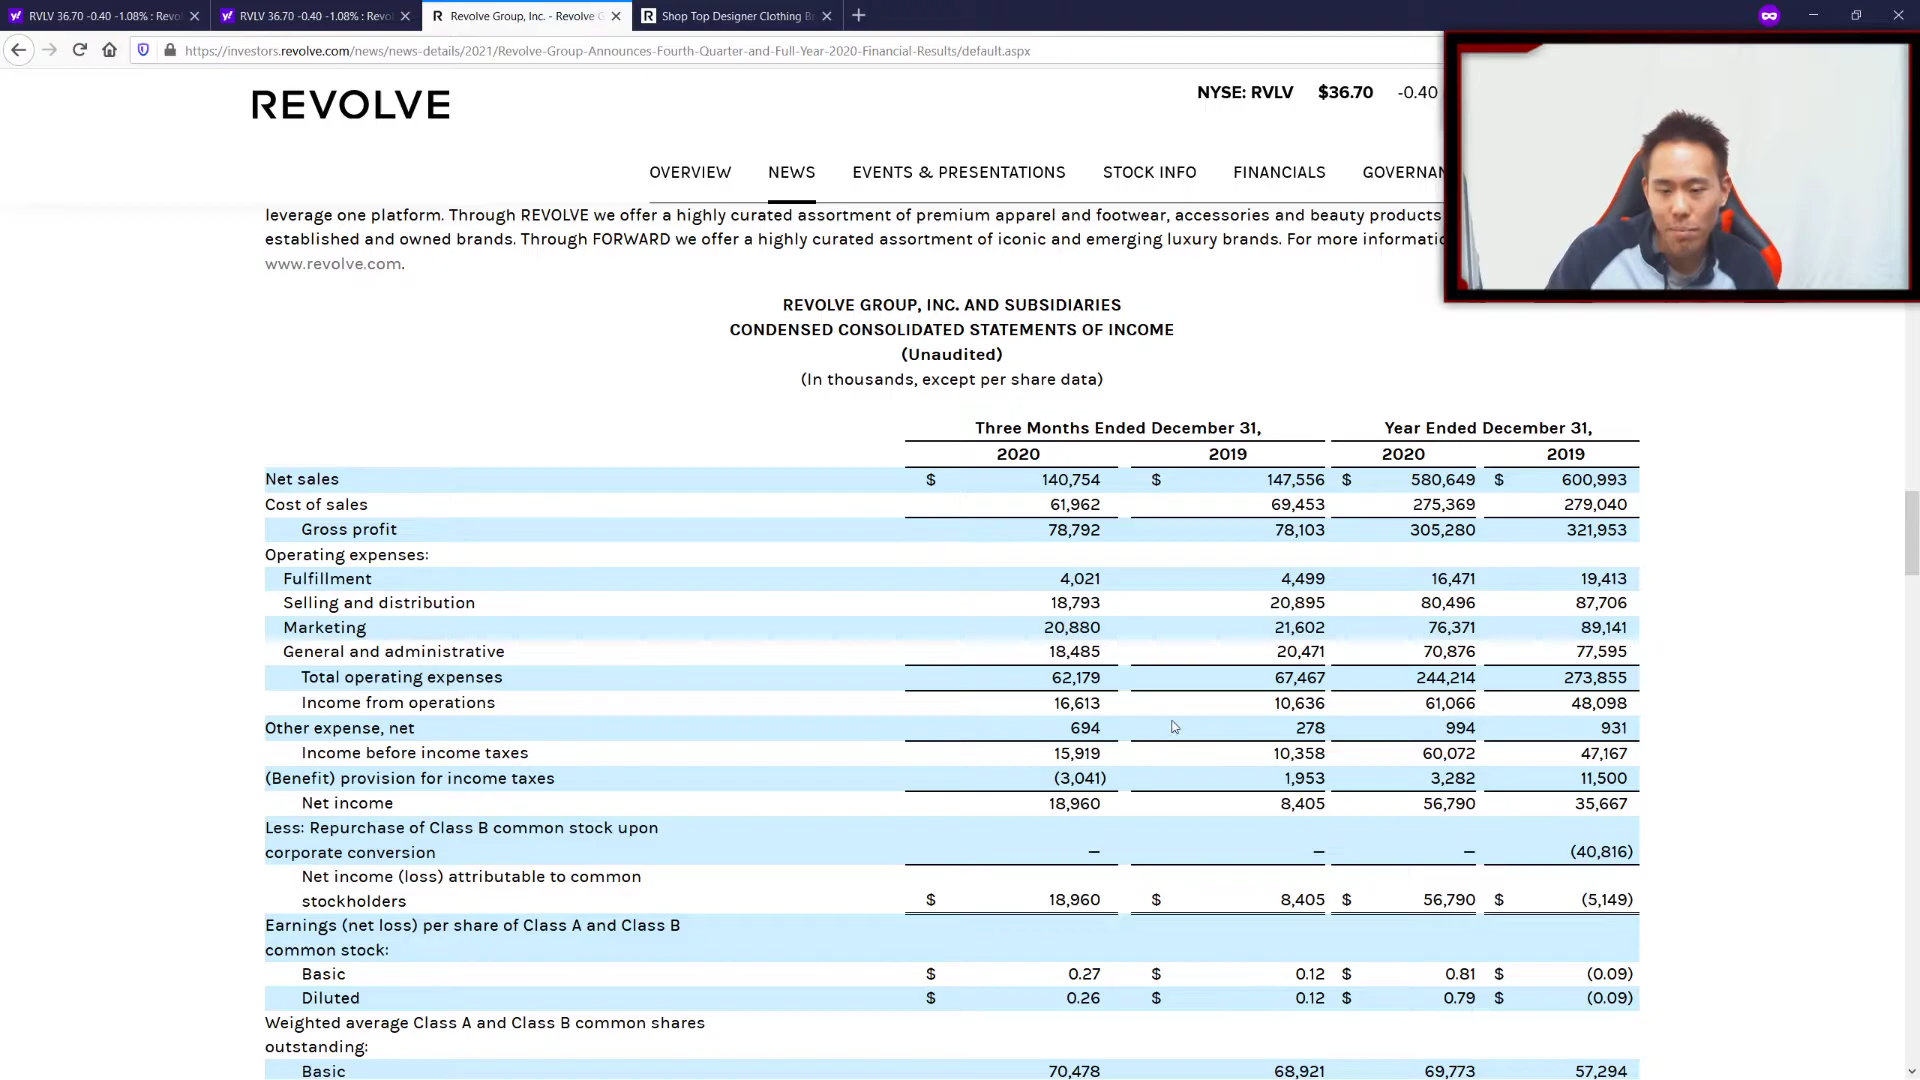 RVLV 36.70 -0.40 -1.08% : Revo
RVLV 36.70 -0.40 -1.08% : Revo
R Revolve Group, Inc. - Revolve G
R Shop Top Designer Clothing B
https://investors.revolve.com/news/news-details/2021/Revolve-Group-Announces-Fourth-Quarter-and-Full-Year-2020-Financial-Results/default.aspx
REVOLVE
NYSE: RVLV $36.70 -0.40
OVERVIEW NEWS EVENTS & PRESENTATIONS STOCK INFO FINANCIALS GOVERNAN
leverage one platform. Through REVOLVE we offer a highly curated assortment of premium apparel and footwear, accessories and beauty products
established and owned brands. Through FORWARD we offer a highly curated assortment of iconic and emerging luxury brands. For more informatio
www.revolve.com.
REVOLVE GROUP, INC. AND SUBSIDIARIES
CONDENSED CONSOLIDATED STATEMENTS OF INCOME
(Unaudited)
(In thousands, except per share data)
Three Months Ended December 31, Year Ended December 31,
2020 2019 2020 2019
Net sales $ 140,754 $ 147,556 $ 580,649 $ 600,993
Cost of sales 61,962 69,453 275,369 279,040
Gross profit 78,792 78,103 305,280 321,953
Operating expenses:
Fulfillment 4,021 4,499 16,471 19,413
Selling and distribution 18,793 20,895 80,496 87,706
Marketing 20,880 21,602 76,371 89,141
General and administrative 18,485 20,471 70,876 77,595
Total operating expenses 62,179 67,467 244,214 273,855
Income from operations 16,613 10,636 61,066 48,098
Other expense, net 694 278 994 931
Income before income taxes 15,919 10,358 60,072 47,167
(Benefit) provision for income taxes (3,041) 1,953 3,282 11,500
Net income 18,960 8,405 56,790 35,667
Less: Repurchase of Class B common stock upon
corporate conversion — — — (40,816)
Net income (loss) attributable to common
stockholders $ 18,960 $ 8,405 $ 56,790 $ (5,149)
Earnings (net loss) per share of Class A and Class B
common stock:
Basic $ 0.27 $ 0.12 $ 0.81 $ (0.09)
Diluted $ 0.26 $ 0.12 $ 0.79 $ (0.09)
Weighted average Class A and Class B common shares
outstanding:
Basic 70,478 68,921 69,773 57,294